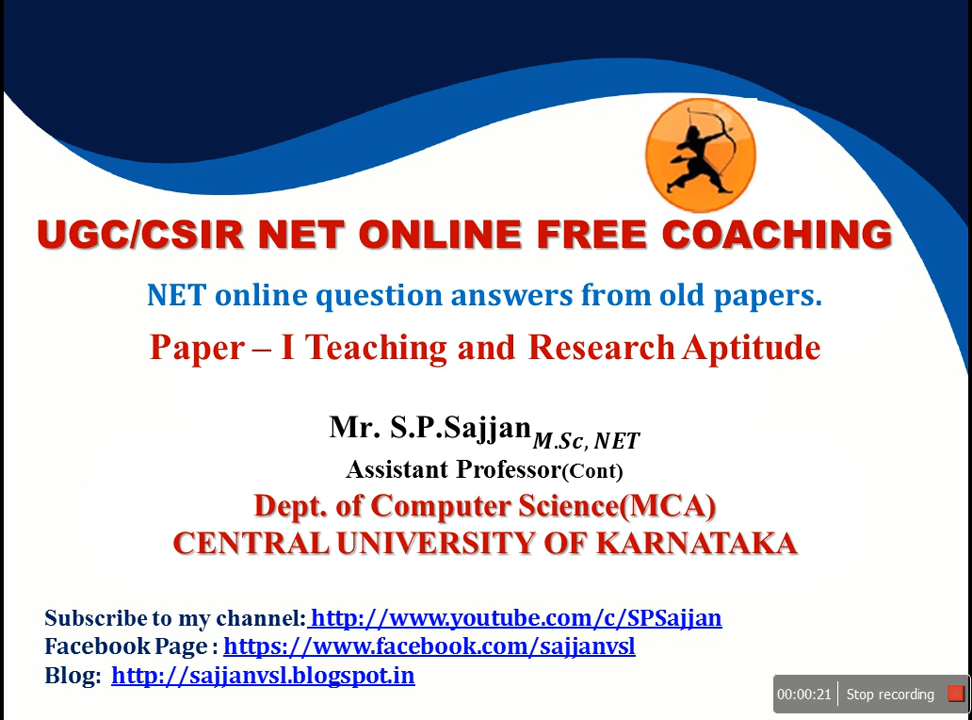 UGC/CSIR NET ONLINE FREE COACHING
NET online question answers from old papers.
Paper – I Teaching and Research Aptitude
Mr. S.P.Sajjan M.Sc, NET
Assistant Professor(Cont)
Dept. of Computer Science(MCA)
CENTRAL UNIVERSITY OF KARNATAKA
Subscribe to my channel: http://www.youtube.com/c/SPSajjan
Facebook Page : https://www.facebook.com/sajjanvsl
Blog: http://sajjanvsl.blogspot.in
00:00:21 Stop recording